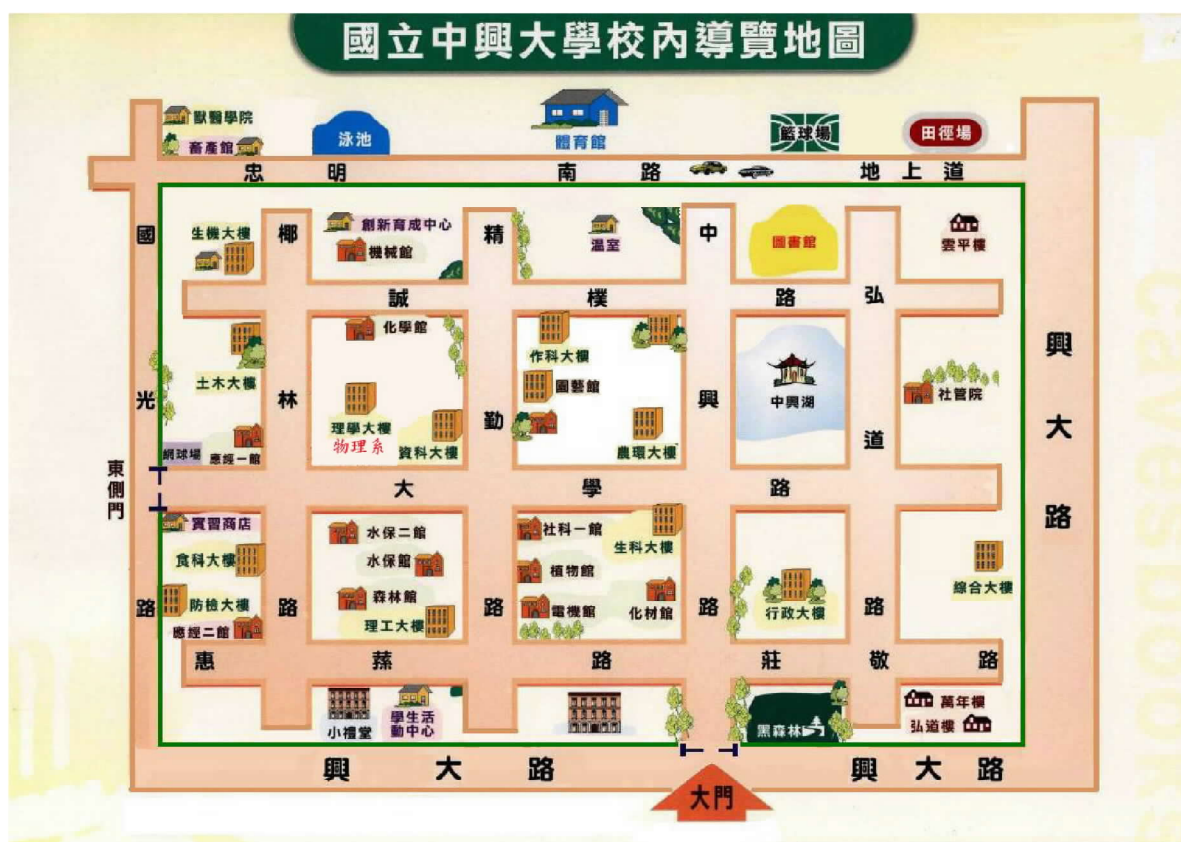 國立中興大學校內導覽地圖
獸醫學院
畜產館
泳池
體育館
籃球場
田徑場
忠明南路
地上道
國光路
生機大樓
椰林路
創新育成中心
機械館
精勤路
溫室
中興路
圖書館
弘道路
雲平樓
誠樸路
興大路
土木大樓
化學館
作科大樓
園藝館
中興湖
社管院
理學大樓
物理系
資科大樓
農環大樓
網球場
應經一館
東側門
大學路
實習商店
食科大樓
防檢大樓
應經二館
水保二館
水保館
森林館
理工大樓
社科一館
生科大樓
植物館
電機館
化材館
行政大樓
綜合大樓
惠蓀路
莊敬路
小禮堂
學生活
動中心
黑森林
萬年樓
弘道樓
興大路
興大路
大門
cavesbooks